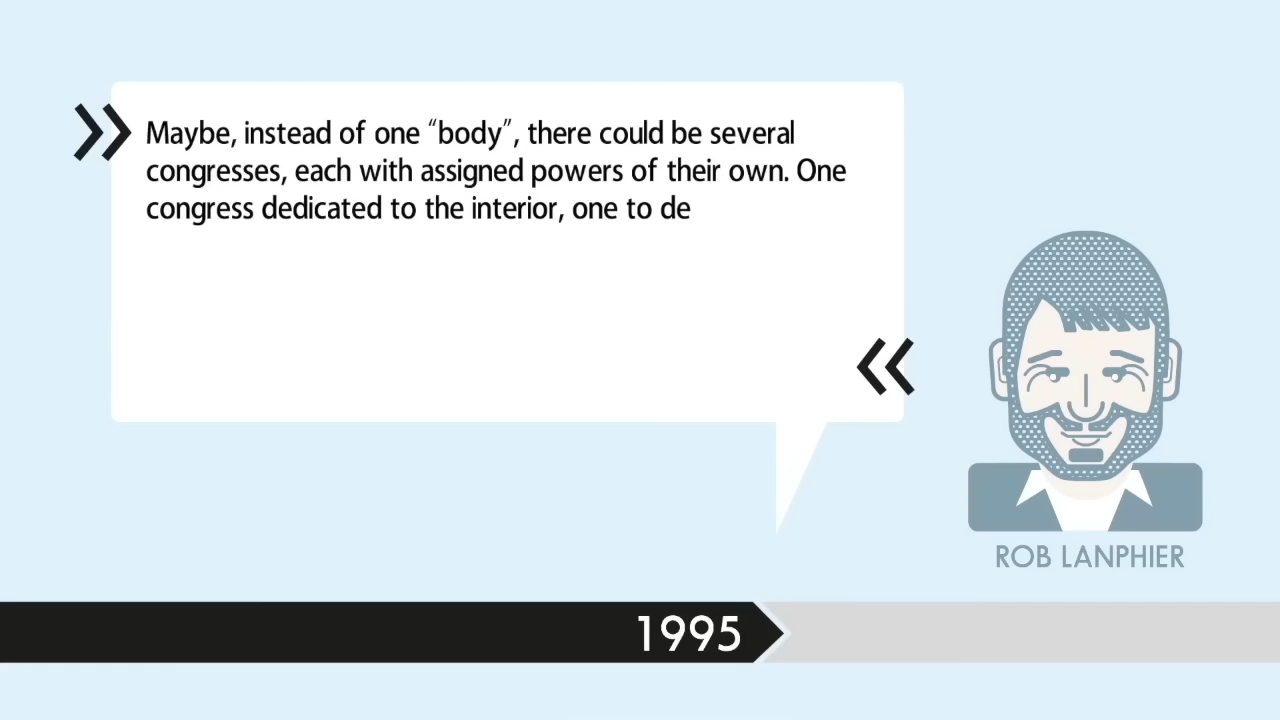 Maybe, instead of one “body”, there could be several
congresses, each with assigned powers of their own. One
congress dedicated to the interior, one to de
ROB LANPHIER
1995